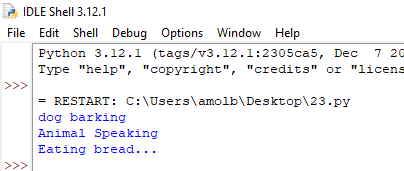 IDLE Shell 3.12.1
File Edit Shell Debug Options Window Help
Python 3.12.1 (tags/v3.12.1:2305ca5, Dec 7 20
Type "help", "copyright", "credits" or "licens
>>>
= RESTART: C:\Users\amolb\Desktop\23.py
dog barking
Animal Speaking
Eating bread...
>>>